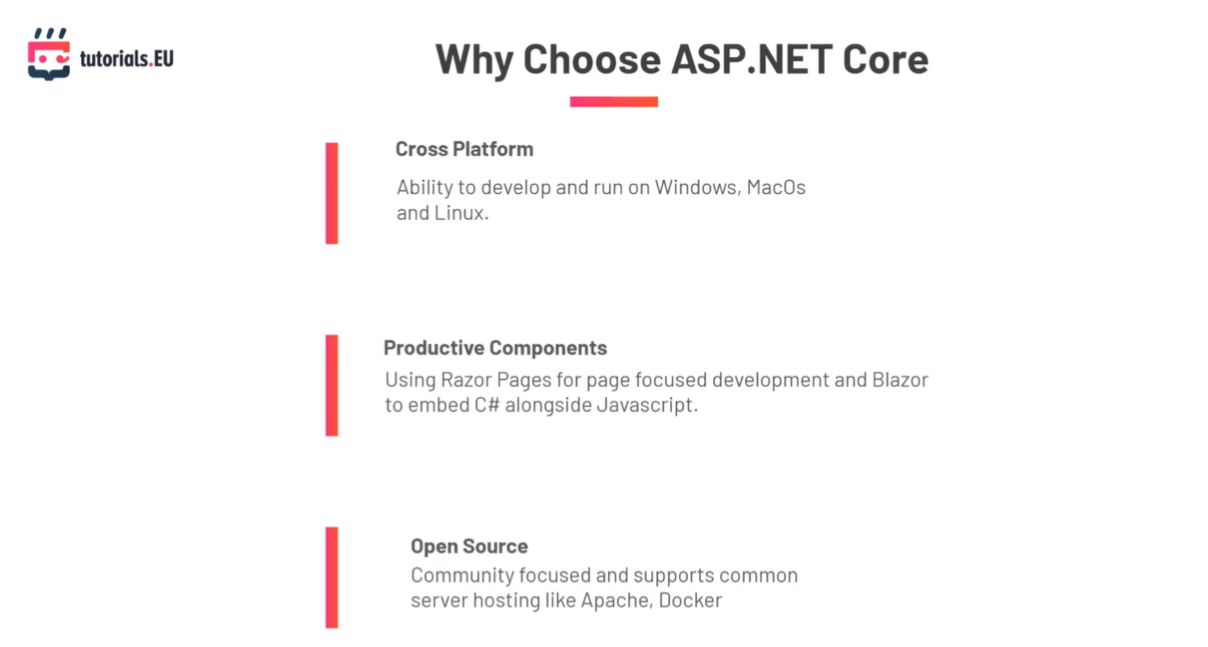 tutorials.EU
Why Choose ASP.NET Core
Cross Platform
Ability to develop and run on Windows, MacOs
and Linux.
Productive Components
Using Razor Pages for page focused development and Blazor
to embed C# alongside Javascript.
Open Source
Community focused and supports common
server hosting like Apache, Docker